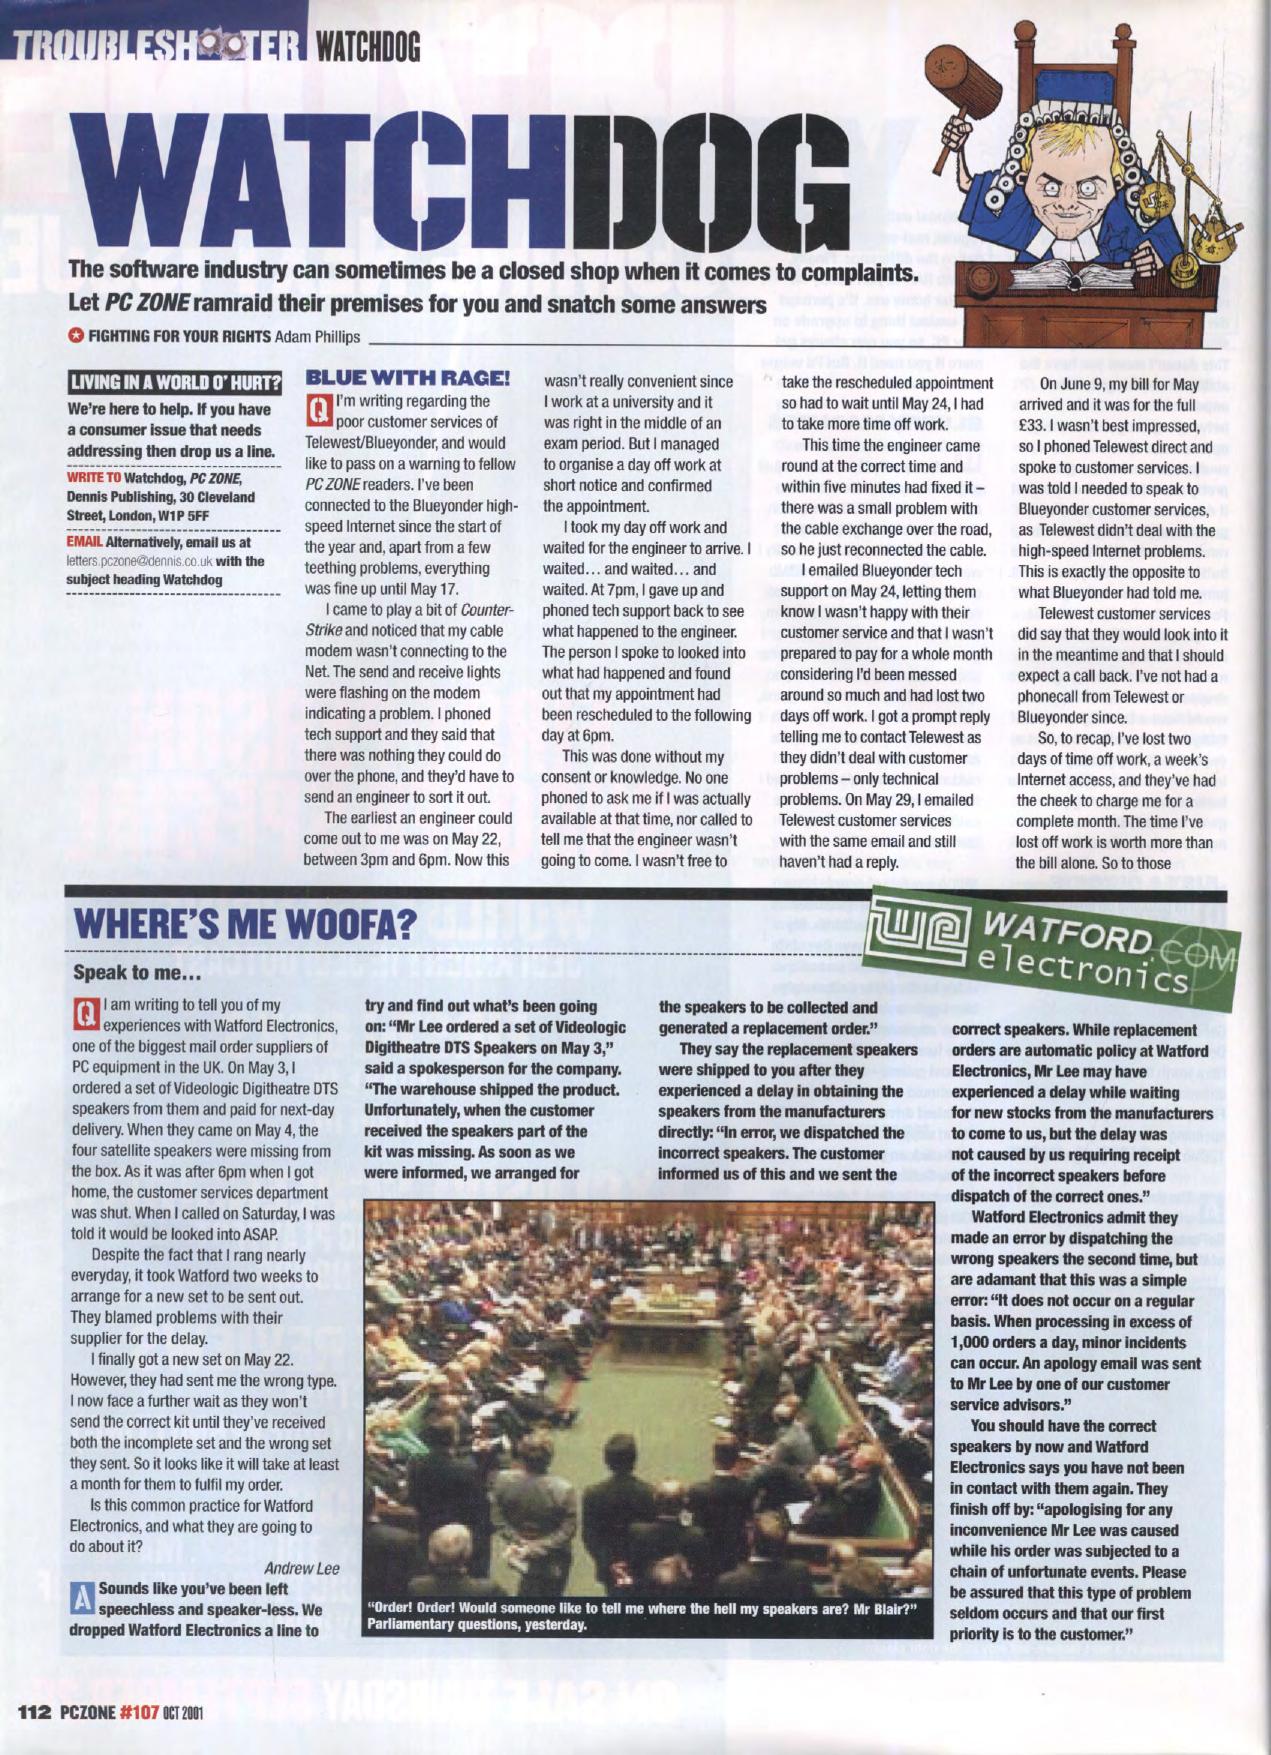 TROUBLESHOOTER WATCHDOG
WATCHDOG
The software industry can sometimes be a closed shop when it comes to complaints.
Let PC ZONE ramraid their premises for you and snatch some answers
FIGHTING FOR YOUR RIGHTS Adam Phillips
LIVING IN A WORLD O' HURT?
We're here to help. If you have
a consumer issue that needs
addressing then drop us a line.
WRITE TO Watchdog, PC ZONE,
Dennis Publishing, 30 Cleveland
Street, London, W1P 5FF
EMAIL Alternatively, email us at
letters.pczone@dennis.co.uk with the
subject heading Watchdog
BLUE WITH RAGE!
Q I'm writing regarding the
poor customer services of
Telewest/Blueyonder, and would
like to pass on a warning to fellow
PC ZONE readers. I've been
connected to the Blueyonder high-
speed Internet since the start of
the year and, apart from a few
teething problems, everything
was fine up until May 17.
I came to play a bit of Counter-
Strike and noticed that my cable
modem wasn't connecting to the
Net. The send and receive lights
were flashing on the modem
indicating a problem. I phoned
tech support and they said that
there was nothing they could do
over the phone, and they'd have to
send an engineer to sort it out.
The earliest an engineer could
come out to me was on May 22,
between 3pm and 6pm. Now this
wasn't really convenient since
I work at a university and it
was right in the middle of an
exam period. But I managed
to organise a day off work at
short notice and confirmed
the appointment.
I took my day off work and
waited for the engineer to arrive. I
waited... and waited... and
waited. At 7pm, I gave up and
phoned tech support back to see
what happened to the engineer.
The person I spoke to looked into
what had happened and found
out that my appointment had
been rescheduled to the following
day at 6pm.
This was done without my
consent or knowledge. No one
phoned to ask me if I was actually
available at that time, nor called to
tell me that the engineer wasn't
going to come. I wasn't free to
take the rescheduled appointment
so had to wait until May 24, I had
to take more time off work.
This time the engineer came
round at the correct time and
within five minutes had fixed it –
there was a small problem with
the cable exchange over the road,
so he just reconnected the cable.
I emailed Blueyonder tech
support on May 24, letting them
know I wasn't happy with their
customer service and that I wasn't
prepared to pay for a whole month
considering I'd been messed
around so much and had lost two
days off work. I got a prompt reply
telling me to contact Telewest as
they didn't deal with customer
problems – only technical
problems. On May 29, I emailed
Telewest customer services
with the same email and still
haven't had a reply.
On June 9, my bill for May
arrived and it was for the full
£33. I wasn't best impressed,
so I phoned Telewest direct and
spoke to customer services. I
was told I needed to speak to
Blueyonder customer services,
as Telewest didn't deal with the
high-speed Internet problems.
This is exactly the opposite to
what Blueyonder had told me.
Telewest customer services
did say that they would look into it
in the meantime and that I should
expect a call back. I've not had a
phonecall from Telewest or
Blueyonder since.
So, to recap, I've lost two
days of time off work, a week's
Internet access, and they've had
the cheek to charge me for a
complete month. The time I've
lost off work is worth more than
the bill alone. So to those
WHERE'S ME WOOFA?
WATFORD.COM
electronics
Speak to me...
Q I am writing to tell you of my
experiences with Watford Electronics,
one of the biggest mail order suppliers of
PC equipment in the UK. On May 3, I
ordered a set of Videologic Digitheatre DTS
speakers from them and paid for next-day
delivery. When they came on May 4, the
four satellite speakers were missing from
the box. As it was after 6pm when I got
home, the customer services department
was shut. When I called on Saturday, I was
told it would be looked into ASAP.
Despite the fact that I rang nearly
everyday, it took Watford two weeks to
arrange for a new set to be sent out.
They blamed problems with their
supplier for the delay.
I finally got a new set on May 22.
However, they had sent me the wrong type.
I now face a further wait as they won't
send the correct kit until they've received
both the incomplete set and the wrong set
they sent. So it looks like it will take at least
a month for them to fulfil my order.
Is this common practice for Watford
Electronics, and what they are going to
do about it?
Andrew Lee
A Sounds like you've been left
speechless and speaker-less. We
dropped Watford Electronics a line to
try and find out what's been going
on: "Mr Lee ordered a set of Videologic
Digitheatre DTS Speakers on May 3,"
said a spokesperson for the company.
"The warehouse shipped the product.
Unfortunately, when the customer
received the speakers part of the
kit was missing. As soon as we
were informed, we arranged for
the speakers to be collected and
generated a replacement order."
They say the replacement speakers
were shipped to you after they
experienced a delay in obtaining the
speakers from the manufacturers
directly: "In error, we dispatched the
incorrect speakers. The customer
informed us of this and we sent the
correct speakers. While replacement
orders are automatic policy at Watford
Electronics, Mr Lee may have
experienced a delay while waiting
for new stocks from the manufacturers
to come to us, but the delay was
not caused by us requiring receipt
of the incorrect speakers before
dispatch of the correct ones."
Watford Electronics admit they
made an error by dispatching the
wrong speakers the second time, but
are adamant that this was a simple
error: "It does not occur on a regular
basis. When processing in excess of
1,000 orders a day, minor incidents
can occur. An apology email was sent
to Mr Lee by one of our customer
service advisors."
You should have the correct
speakers by now and Watford
Electronics says you have not been
in contact with them again. They
finish off by: "apologising for any
inconvenience Mr Lee was caused
while his order was subjected to a
chain of unfortunate events. Please
be assured that this type of problem
seldom occurs and that our first
priority is to the customer."
"Order! Order! Would someone like to tell me where the hell my speakers are? Mr Blair?"
Parliamentary questions, yesterday.
112 PCZONE #107 OCT 2001